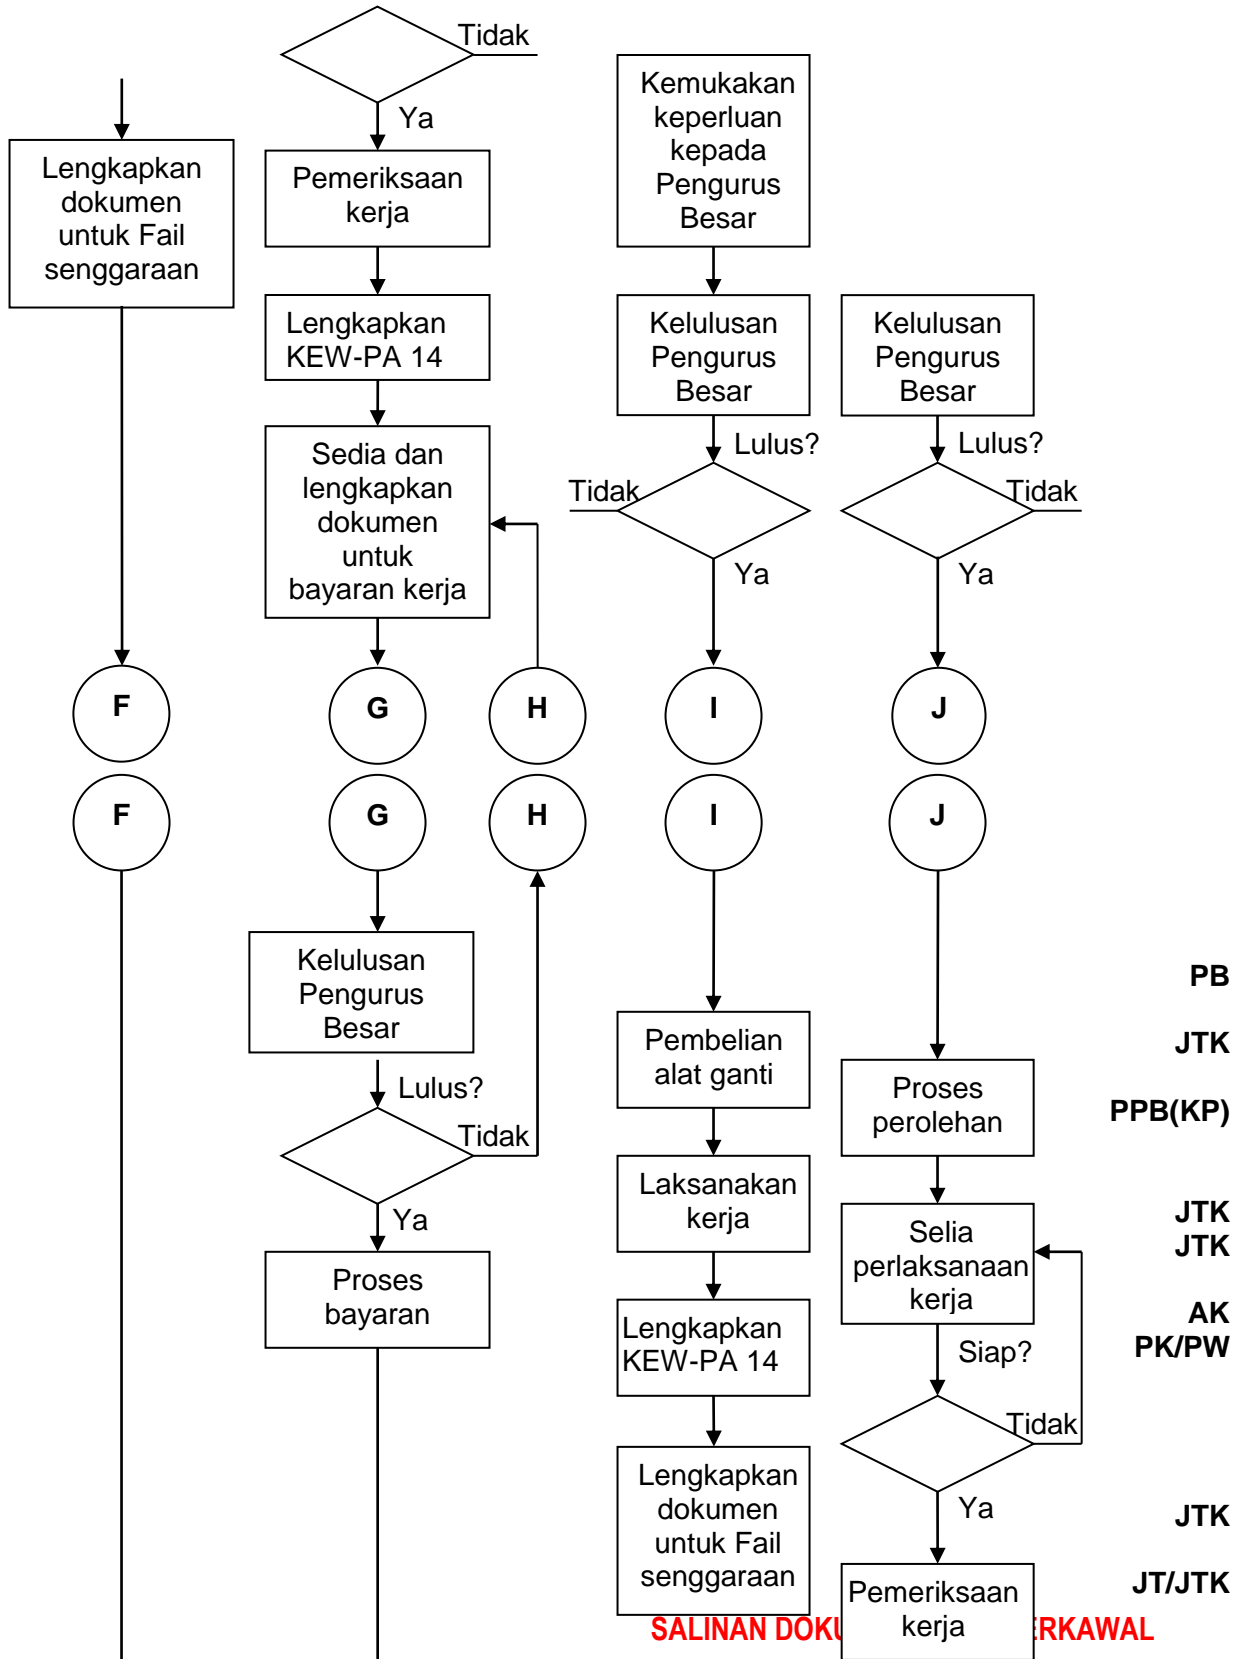 Tidak
Ya
Lengkapkan
dokumen
untuk Fail
senggaraan
Pemeriksaan
kerja
Kemukakan
keperluan
kepada
Pengurus
Besar
Lengkapkan
KEW-PA 14
Kelulusan
Pengurus
Besar
Kelulusan
Pengurus
Besar
Sedia dan
lengkapkan
dokumen
untuk
bayaran kerja
Lulus?
Tidak
Ya
Lulus?
Tidak
Ya
F
G
H
I
J
F
G
H
I
J
Kelulusan
Pengurus
Besar
Lulus?
Tidak
Ya
Proses
bayaran
Pembelian
alat ganti
Laksanakan
kerja
Lengkapkan
KEW-PA 14
Lengkapkan
dokumen
untuk Fail
senggaraan
Proses
perolehan
Selia
perlaksanaan
kerja
Siap?
Tidak
Ya
Pemeriksaan
kerja
PB
JTK
PPB(KP)
JTK
JTK
AK
PK/PW
JTK
JT/JTK
SALINAN